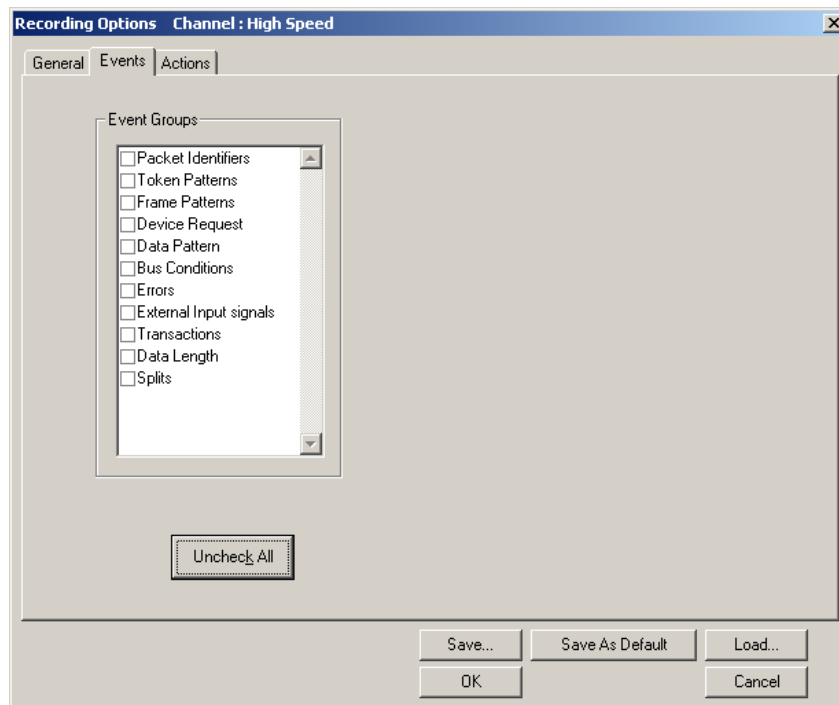 Recording Options Channel : High Speed
General Events Actions
Event Groups
Packet Identifiers
Token Patterns
Frame Patterns
Device Request
Data Pattern
Bus Conditions
Errors
External Input signals
Transactions
Data Length
Splits
Uncheck All
Save... Save As Default Load...
OK Cancel